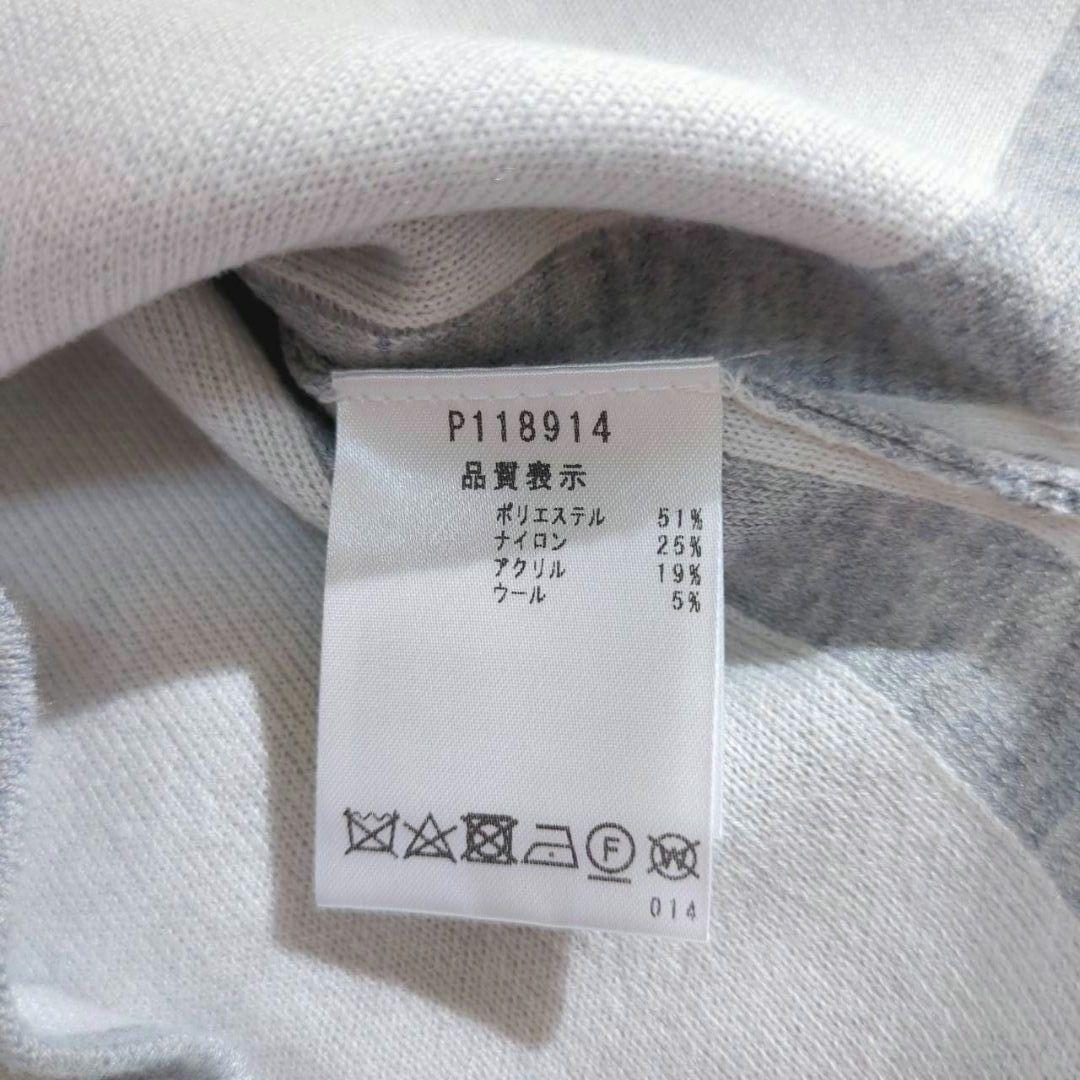 P118914
品質表示
ポリエステル 51%
ナイロン 25%
アクリル 19%
ウール 5%
F W
014